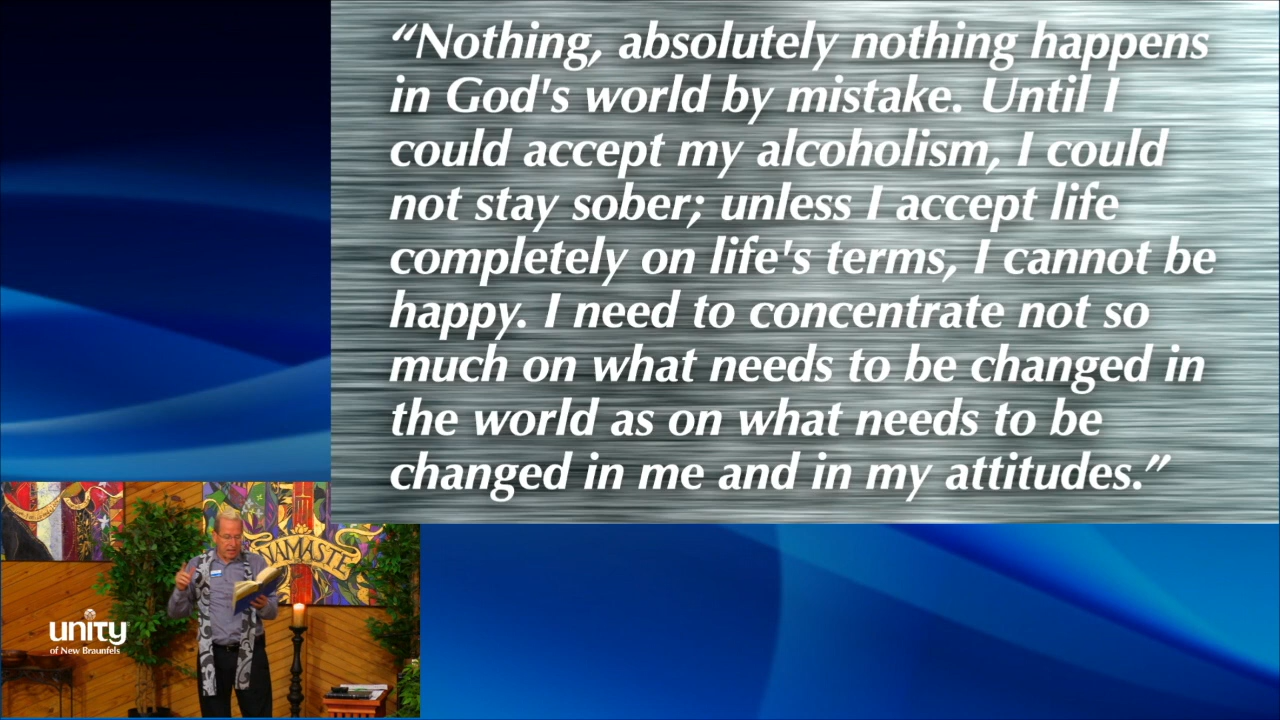 “Nothing, absolutely nothing happens
in God's world by mistake. Until I
could accept my alcoholism, I could
not stay sober; unless I accept life
completely on life's terms, I cannot be
happy. I need to concentrate not so
much on what needs to be changed in
the world as on what needs to be
changed in me and in my attitudes.”
NAMASTE
unity
of New Braunfels